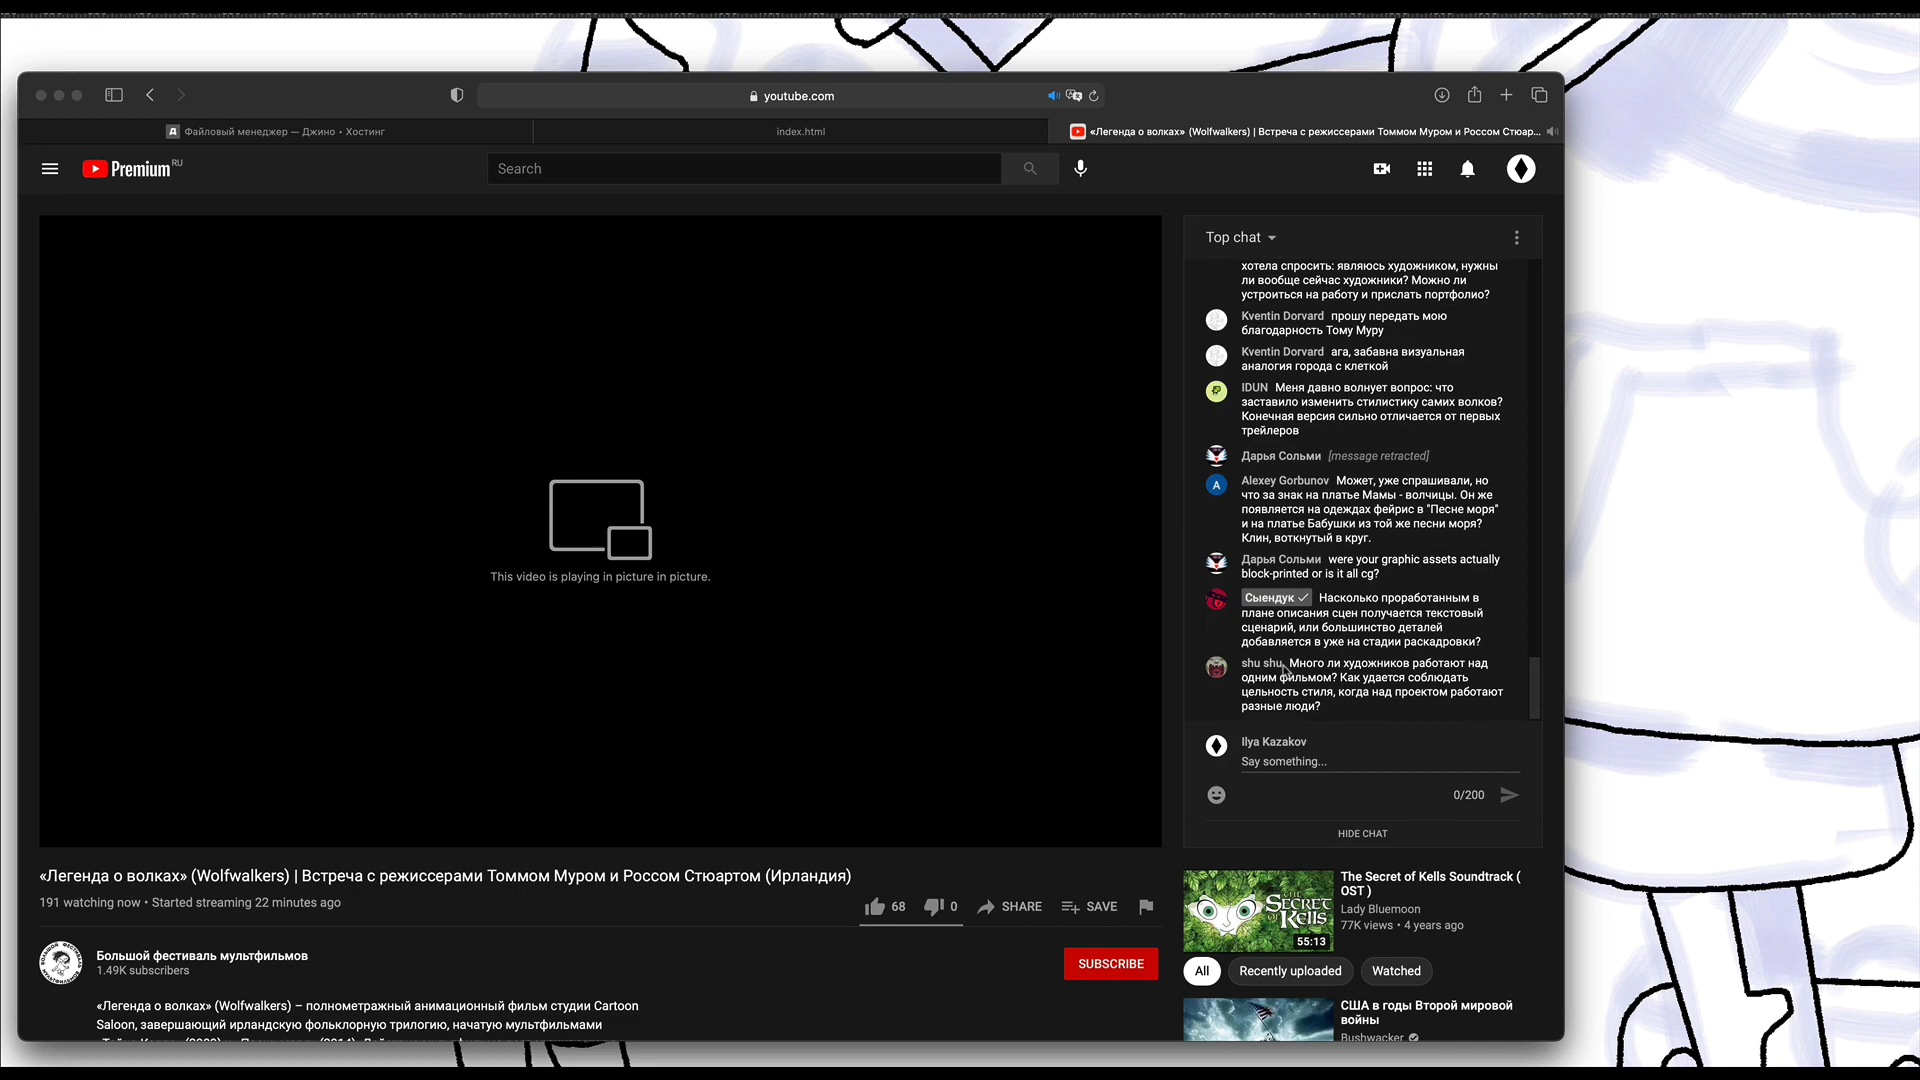 youtube.com
Файловый менеджер — Джино • Хостинг
index.html
«Легенда о волках» (Wolfwalkers) | Встреча с режиссерами Томмом Муром и Россом Стюар...
Premium RU
Search
Top chat
хотела спросить: являюсь художником, нужны
ли вообще сейчас художники? Можно ли
устроиться на работу и прислать портфолио?
Kventin Dorvard прошу передать мою
благодарность Тому Муру
Kventin Dorvard ага, забавна визуальная
аналогия города с клеткой
IDUN Меня давно волнует вопрос: что
заставило изменить стилистику самих волков?
Конечная версия сильно отличается от первых
трейлеров
Дарья Сольми [message retracted]
A
Alexey Gorbunov Может, уже спрашивали, но
что за знак на платье Мамы - волчицы. Он же
появляется на одеждах фейрис в "Песне моря"
и на платье Бабушки из той же песни моря?
Клин, воткнутый в круг.
Дарья Сольми were your graphic assets actually
block-printed or is it all cg?
Сыендук Насколько проработанным в
плане описания сцен получается текстовый
сценарий, или большинство деталей
добавляется в уже на стадии раскадровки?
shu shu Много ли художников работают над
одним фильмом? Как удается соблюдать
цельность стиля, когда над проектом работают
разные люди?
Ilya Kazakov
Say something...
0/200
HIDE CHAT
This video is playing in picture in picture.
«Легенда о волках» (Wolfwalkers) | Встреча с режиссерами Томмом Муром и Россом Стюартом (Ирландия)
191 watching now • Started streaming 22 minutes ago
68
0
SHARE
SAVE
Большой фестиваль мультфильмов
1.49K subscribers
SUBSCRIBE
«Легенда о волках» (Wolfwalkers) – полнометражный анимационный фильм студии Cartoon
Saloon, завершающий ирландскую фольклорную трилогию, начатую мультфильмами
THE
SECRET
OF KELLS
55:13
The Secret of Kells Soundtrack (
OST )
Lady Bluemoon
77K views • 4 years ago
All
Recently uploaded
Watched
США в годы Второй мировой
войны
Bushwacker